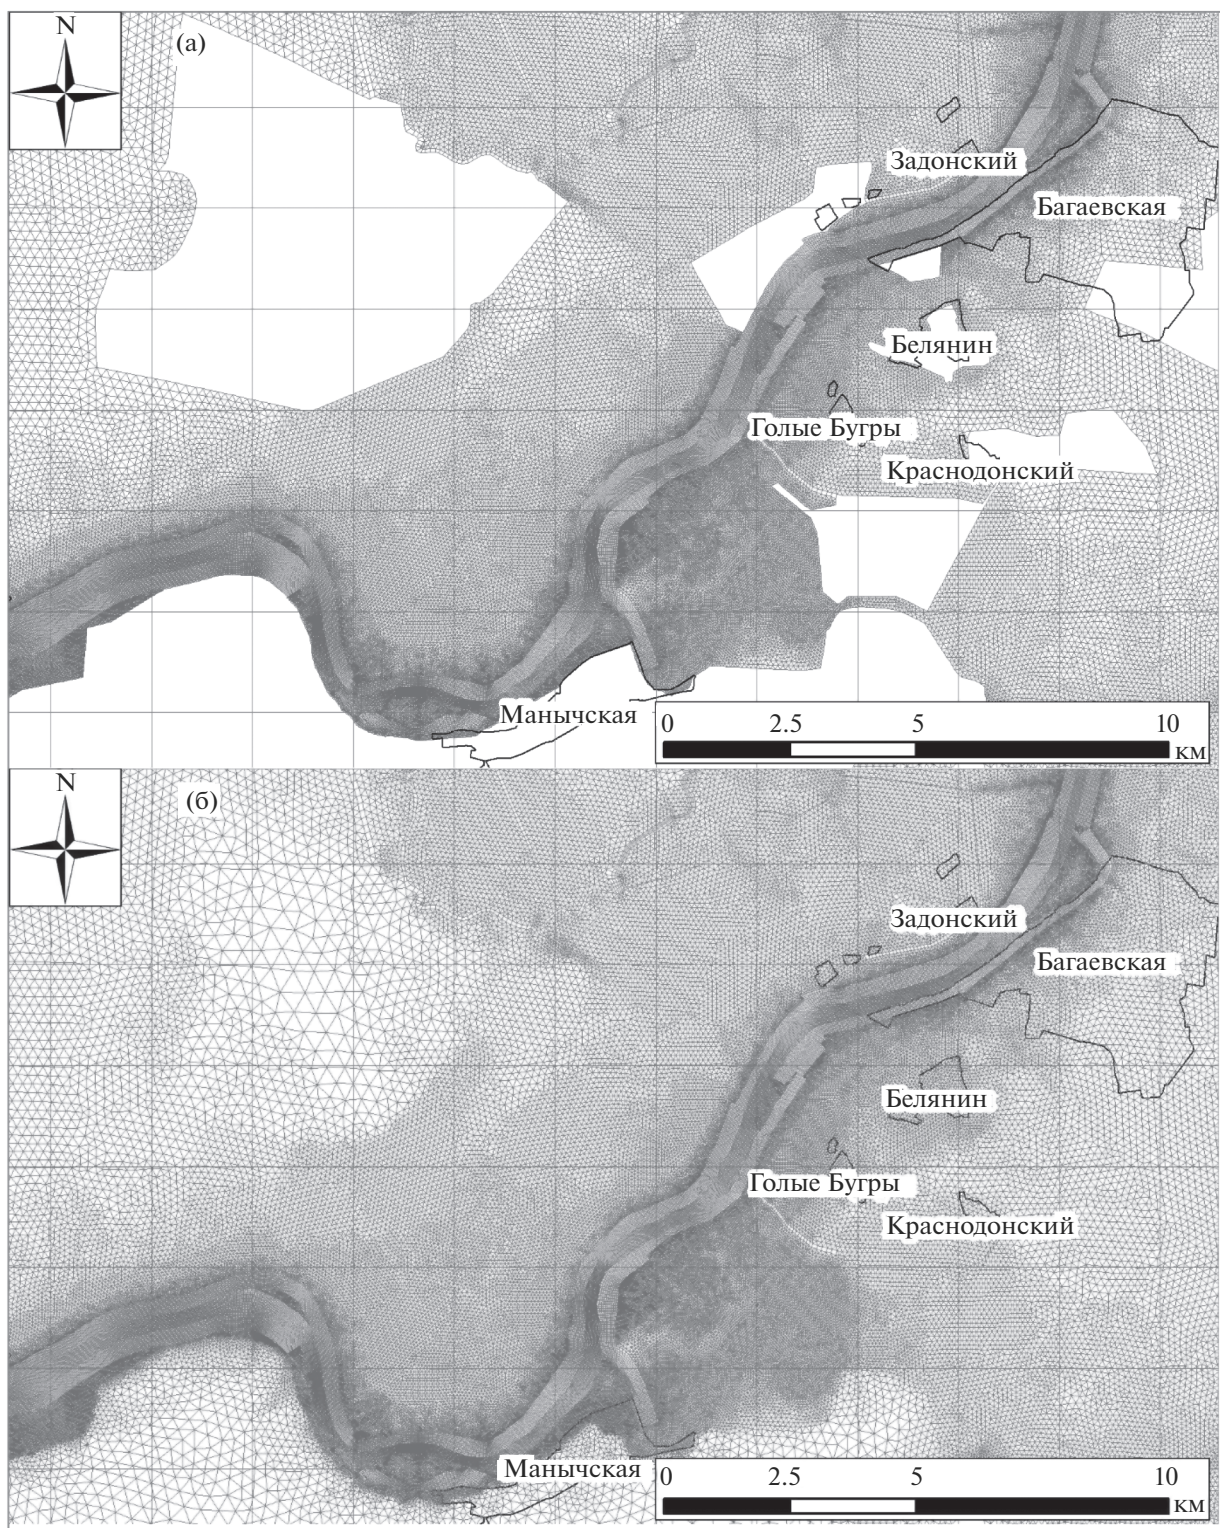 N
(а)
Задонский
Багаевская
Белянин
Голые Бугры
Краснодонский
Манычская
0 2.5 5 10
км
N
(б)
Задонский
Багаевская
Белянин
Голые Бугры
Краснодонский
Манычская
0 2.5 5 10
км